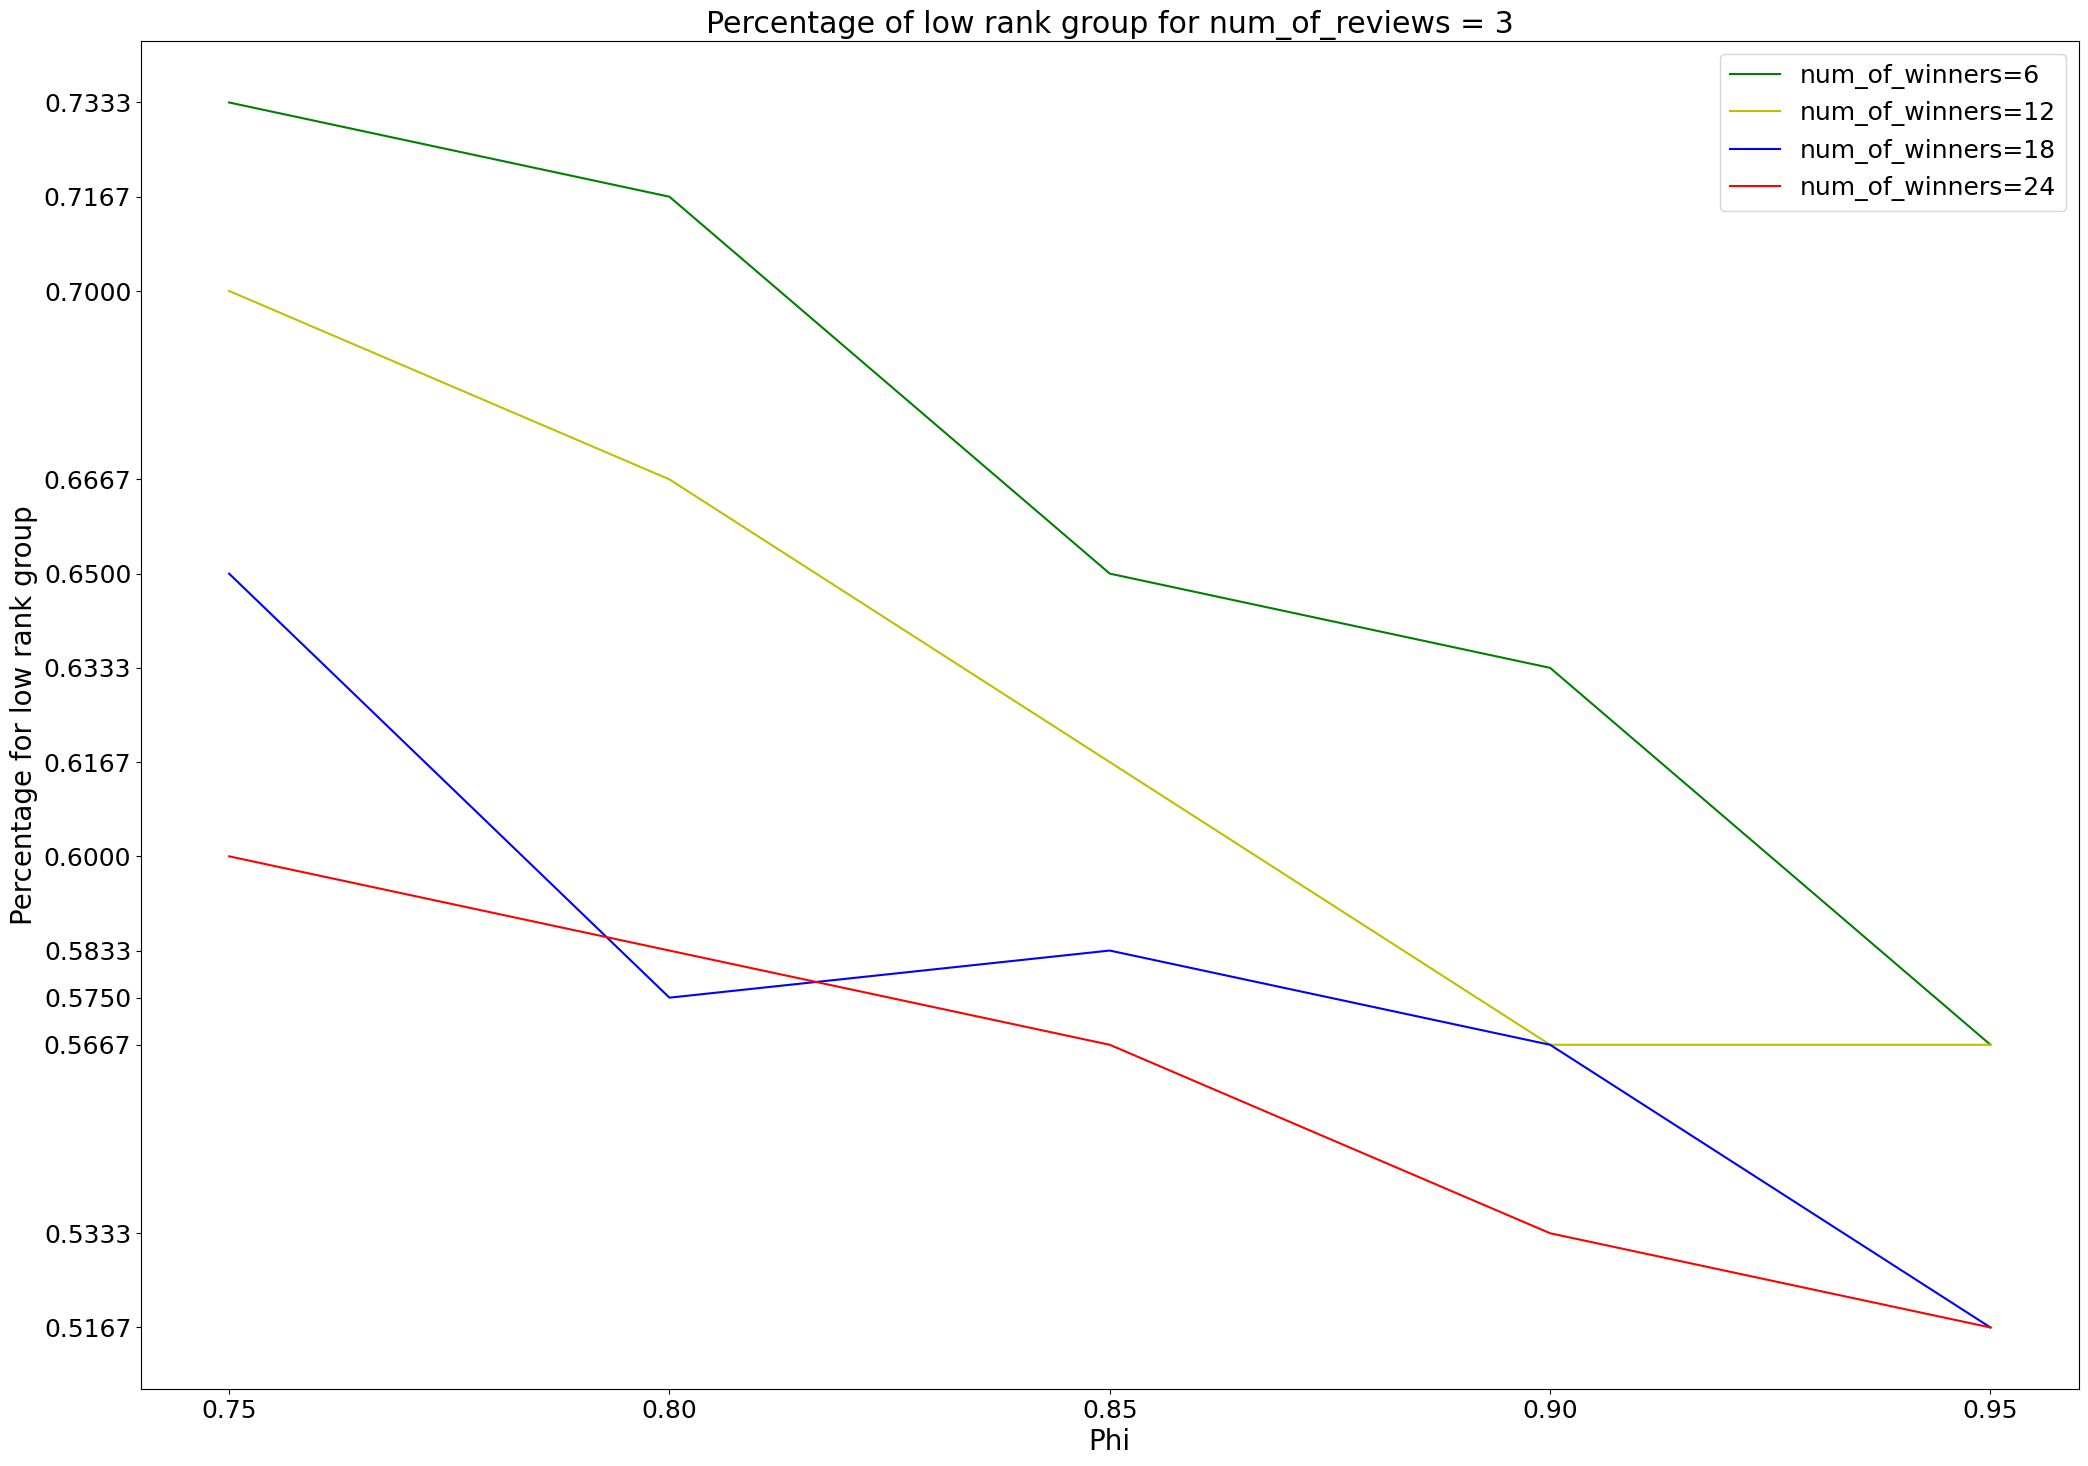 Percentage of low rank group for num_of_reviews = 3
num_of_winners=6
num_of_winners=12
num_of_winners=18
num_of_winners=24
Percentage for low rank group
0.7333
0.7167
0.7000
0.6667
0.6500
0.6333
0.6167
0.6000
0.5833
0.5750
0.5667
0.5333
0.5167
0.75 0.80 0.85 0.90 0.95
Phi